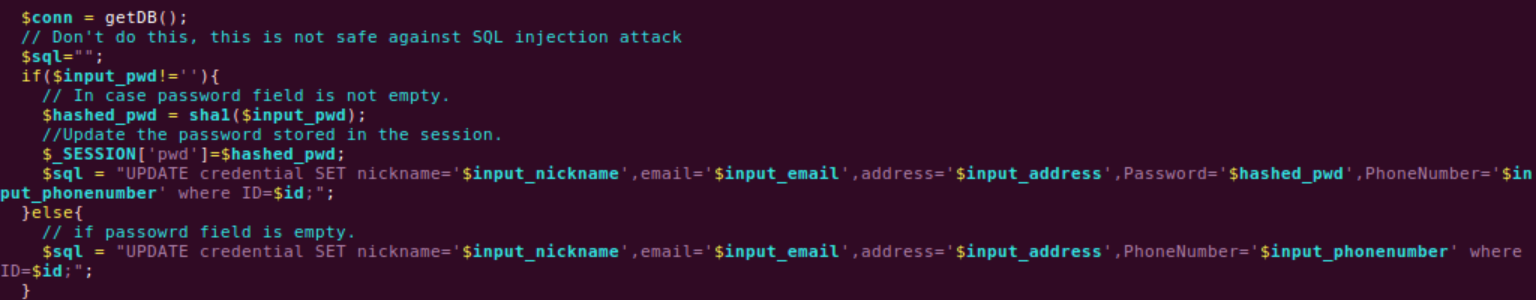 $conn = getDB();
// Don't do this, this is not safe against SQL injection attack
$sql="";
if($input_pwd!=''){
// In case password field is not empty.
$hashed_pwd = sha1($input_pwd);
//Update the password stored in the session.
$_SESSION['pwd']=$hashed_pwd;
$sql = "UPDATE credential SET nickname='$input_nickname',email='$input_email',address='$input_address',Password='$hashed_pwd',PhoneNumber='$in
put_phonenumber' where ID=$id;";
}else{
// if passowrd field is empty.
$sql = "UPDATE credential SET nickname='$input_nickname',email='$input_email',address='$input_address',PhoneNumber='$input_phonenumber' where
ID=$id;";
}